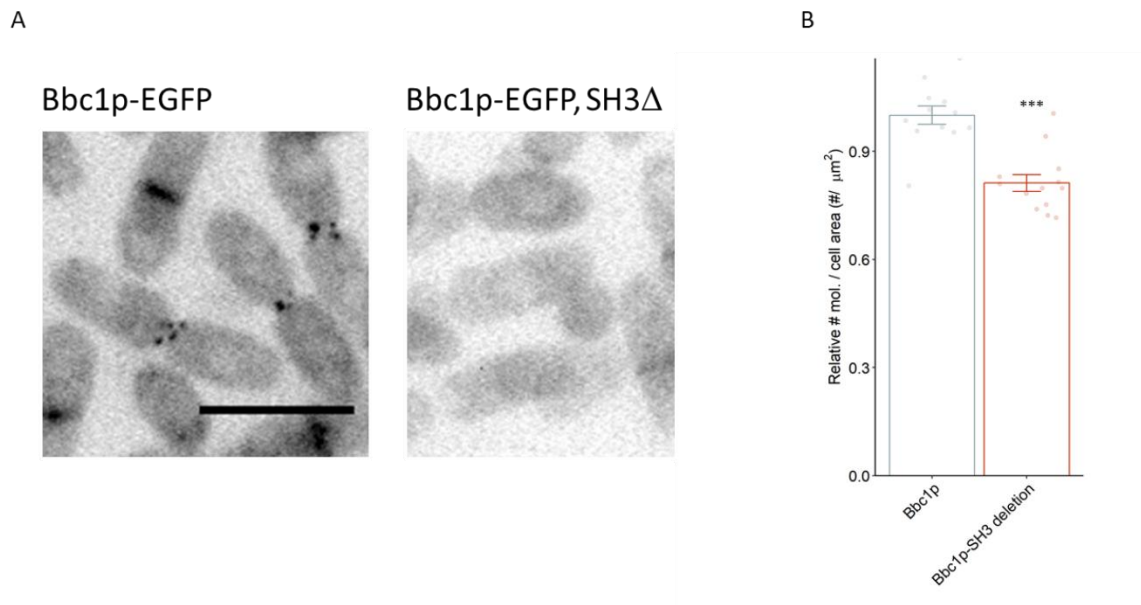 A
B
Bbc1p-EGFP
Bbc1p-EGFP, SH3Δ
***
0.9
0.6
0.3
0.0
Relative # mol. / cell area (#/ μm²)
Bbc1p
Bbc1p-SH3 deletion